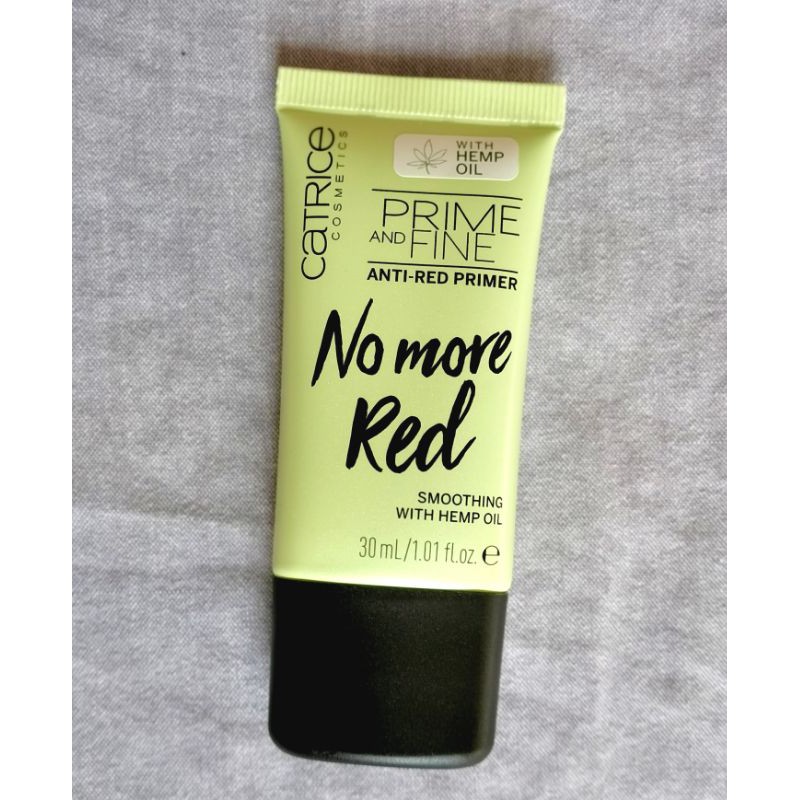 CATRICE
COSMETICS
WITH
HEMP
OIL
PRIME
AND FINE
ANTI-RED PRIMER
No more
Red
SMOOTHING
WITH HEMP OIL
30 mL/1.01 fl.oz. ℮